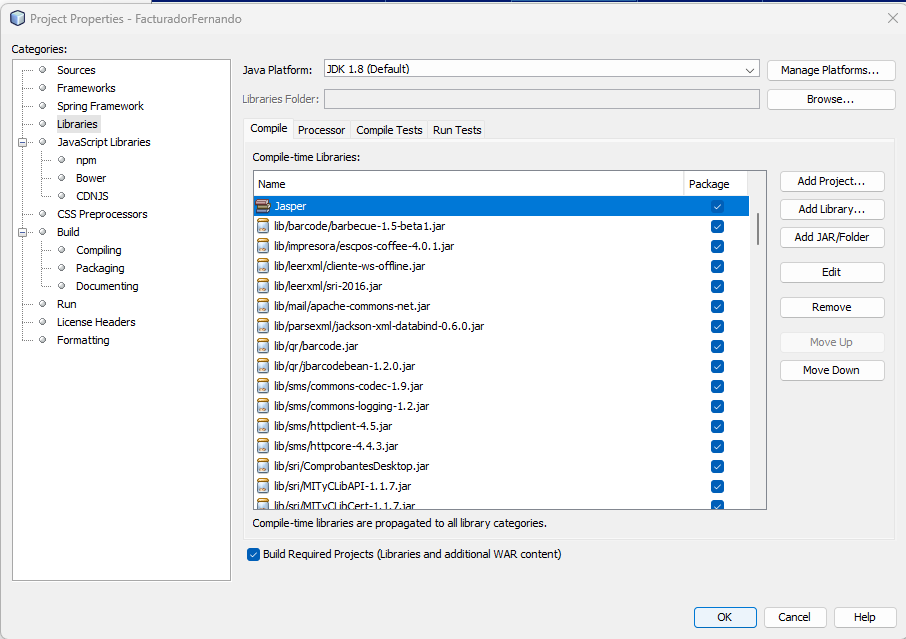 Project Properties - FacturadorFernando
Categories:
Sources
Frameworks
Spring Framework
Libraries
JavaScript Libraries
npm
Bower
CDNJS
CSS Preprocessors
Build
Compiling
Packaging
Documenting
Run
License Headers
Formatting
Java Platform: JDK 1.8 (Default) Manage Platforms...
Libraries Folder: Browse...
Compile Processor Compile Tests Run Tests
Compile-time Libraries:
Name Package
Jasper
lib/barcode/barbecue-1.5-beta1.jar
lib/impresora/escpos-coffee-4.0.1.jar
lib/leerxml/cliente-ws-offline.jar
lib/leerxml/sri-2016.jar
lib/mail/apache-commons-net.jar
lib/parsexml/jackson-xml-databind-0.6.0.jar
lib/qr/barcode.jar
lib/qr/jbarcodebean-1.2.0.jar
lib/sms/commons-codec-1.9.jar
lib/sms/commons-logging-1.2.jar
lib/sms/httpclient-4.5.jar
lib/sms/httpcore-4.4.3.jar
lib/sri/ComprobantesDesktop.jar
lib/sri/MITyCLibAPI-1.1.7.jar
lib/sri/MITyCLibCert-1.1.7.jar
Add Project...
Add Library...
Add JAR/Folder
Edit
Remove
Move Up
Move Down
Compile-time libraries are propagated to all library categories.
Build Required Projects (Libraries and additional WAR content)
OK Cancel Help